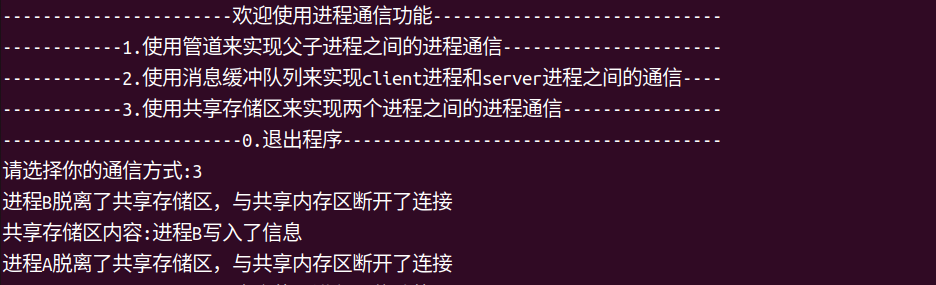 -----------------------欢迎使用进程通信功能-----------------------------
------------1.使用管道来实现父子进程之间的进程通信----------------------
------------2.使用消息缓冲队列来实现client进程和server进程之间的通信----
------------3.使用共享存储区来实现两个进程之间的进程通信----------------
------------------------0.退出程序--------------------------------------
请选择你的通信方式:3
进程B脱离了共享存储区，与共享内存区断开了连接
共享存储区内容:进程B写入了信息
进程A脱离了共享存储区，与共享内存区断开了连接